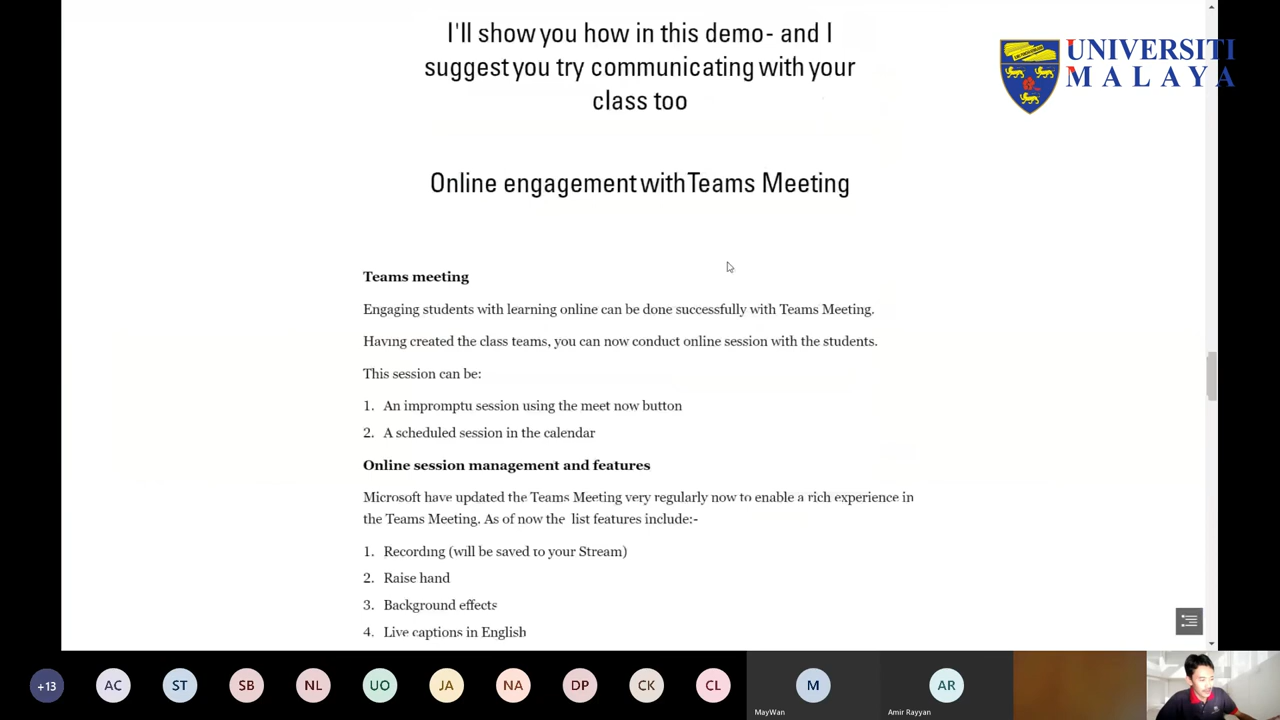 I'll show you how in this demo- and I
suggest you try communicating with your
class too
UNIVERSITI
MALAYA
Online engagement with Teams Meeting
Teams meeting
Engaging students with learning online can be done successfully with Teams Meeting.
Having created the class teams, you can now conduct online session with the students.
This session can be:
1. An impromptu session using the meet now button
2. A scheduled session in the calendar
Online session management and features
Microsoft have updated the Teams Meeting very regularly now to enable a rich experience in
the Teams Meeting. As of now the list features include:-
1. Recording (will be saved to your Stream)
2. Raise hand
3. Background effects
4. Live captions in English
+13 AC ST SB NL UO JA NA DP CK CL M AR
MayWan Amir Rayyan